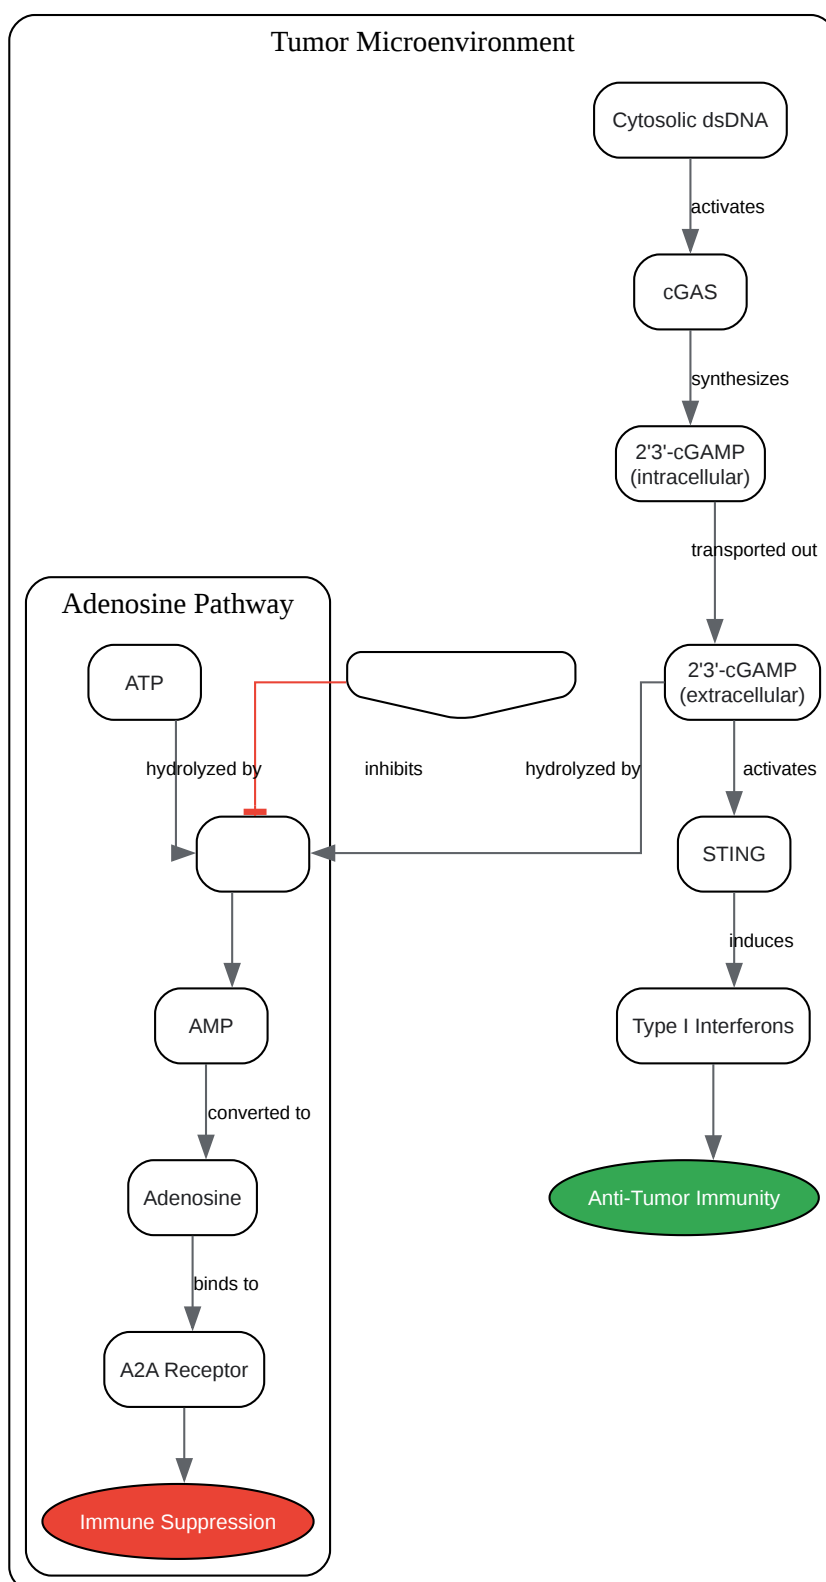 Tumor Microenvironment
Cytosolic dsDNA
activates
cGAS
synthesizes
2'3'-cGAMP
(intracellular)
transported out
Adenosine Pathway
ATP
2'3'-cGAMP
(extracellular)
hydrolyzed by
inhibits
hydrolyzed by
activates
STING
induces
AMP
Type I Interferons
converted to
Adenosine
Anti-Tumor Immunity
binds to
A2A Receptor
Immune Suppression